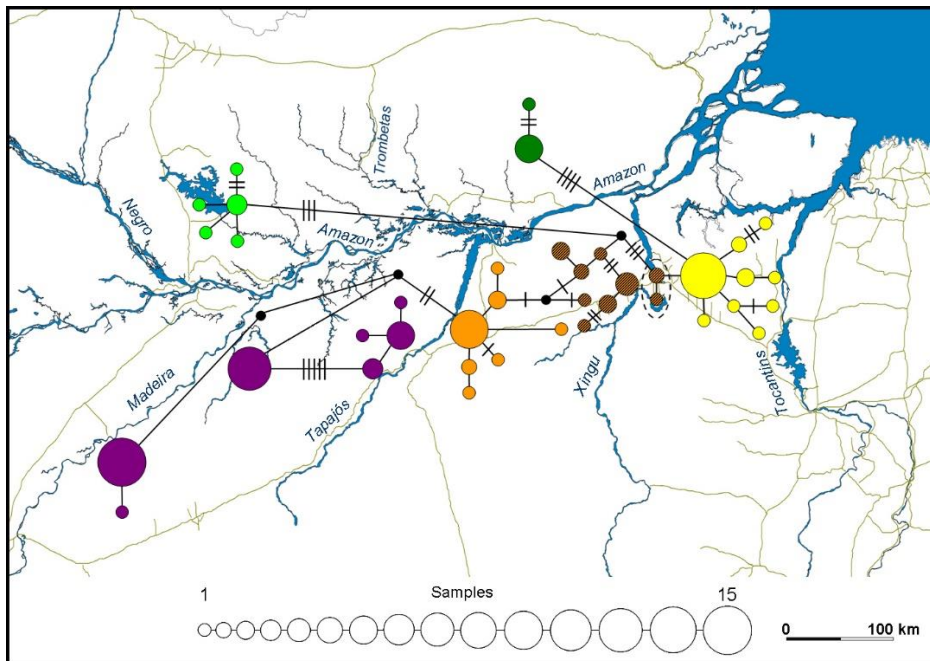 Trombetas
Amazon
Negro
Amazon
Madeira
Tapajós
Xingu
Tocantins
1
Samples
15
0
100 km